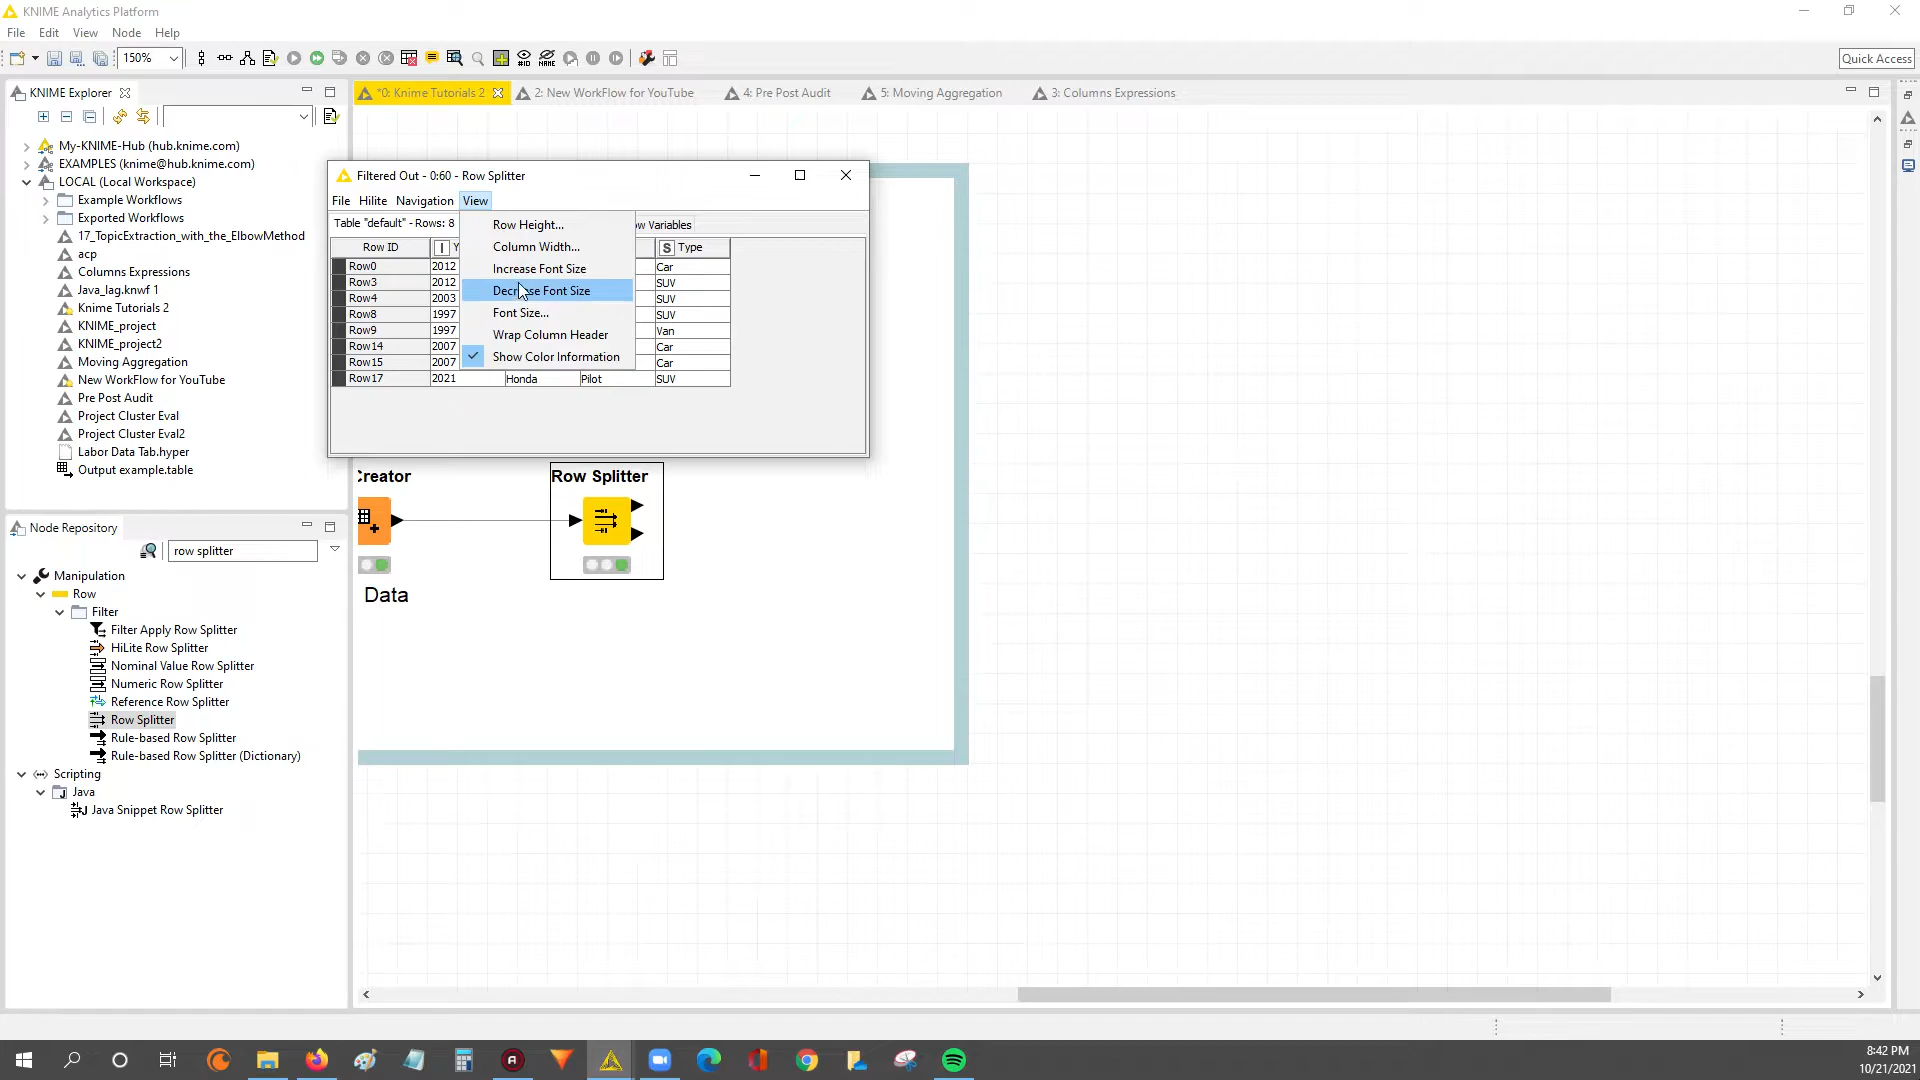 KNIME Analytics Platform
File Edit View Node Help
150% Quick Access
KNIME Explorer
*0: Knime Tutorials 2 2: New WorkFlow for YouTube 4: Pre Post Audit 5: Moving Aggregation 3: Columns Expressions
My-KNIME-Hub (hub.knime.com)
EXAMPLES (knime@hub.knime.com)
LOCAL (Local Workspace)
Example Workflows
Exported Workflows
17_TopicExtraction_with_the_ElbowMethod
acp
Columns Expressions
Java_lag.knwf 1
Knime Tutorials 2
KNIME_project
KNIME_project2
Moving Aggregation
New WorkFlow for YouTube
Pre Post Audit
Project Cluster Eval
Project Cluster Eval2
Labor Data Tab.hyper
Output example.table
Filtered Out - 0:60 - Row Splitter
File Hilite Navigation View
Table "default" - Rows: 8 ow Variables
Row ID I Y S Type
Row0 2012 Car
Row3 2012 SUV
Row4 2003 SUV
Row8 1997 SUV
Row9 1997 Van
Row14 2007 Car
Row15 2007 Car
Row17 2021 Honda Pilot SUV
Row Height...
Column Width...
Increase Font Size
Decrease Font Size
Font Size...
Wrap Column Header
Show Color Information
Creator Row Splitter
Data
Node Repository
row splitter
Manipulation
Row
Filter
Filter Apply Row Splitter
HiLite Row Splitter
Nominal Value Row Splitter
Numeric Row Splitter
Reference Row Splitter
Row Splitter
Rule-based Row Splitter
Rule-based Row Splitter (Dictionary)
Scripting
Java
Java Snippet Row Splitter
8:42 PM
10/21/2021